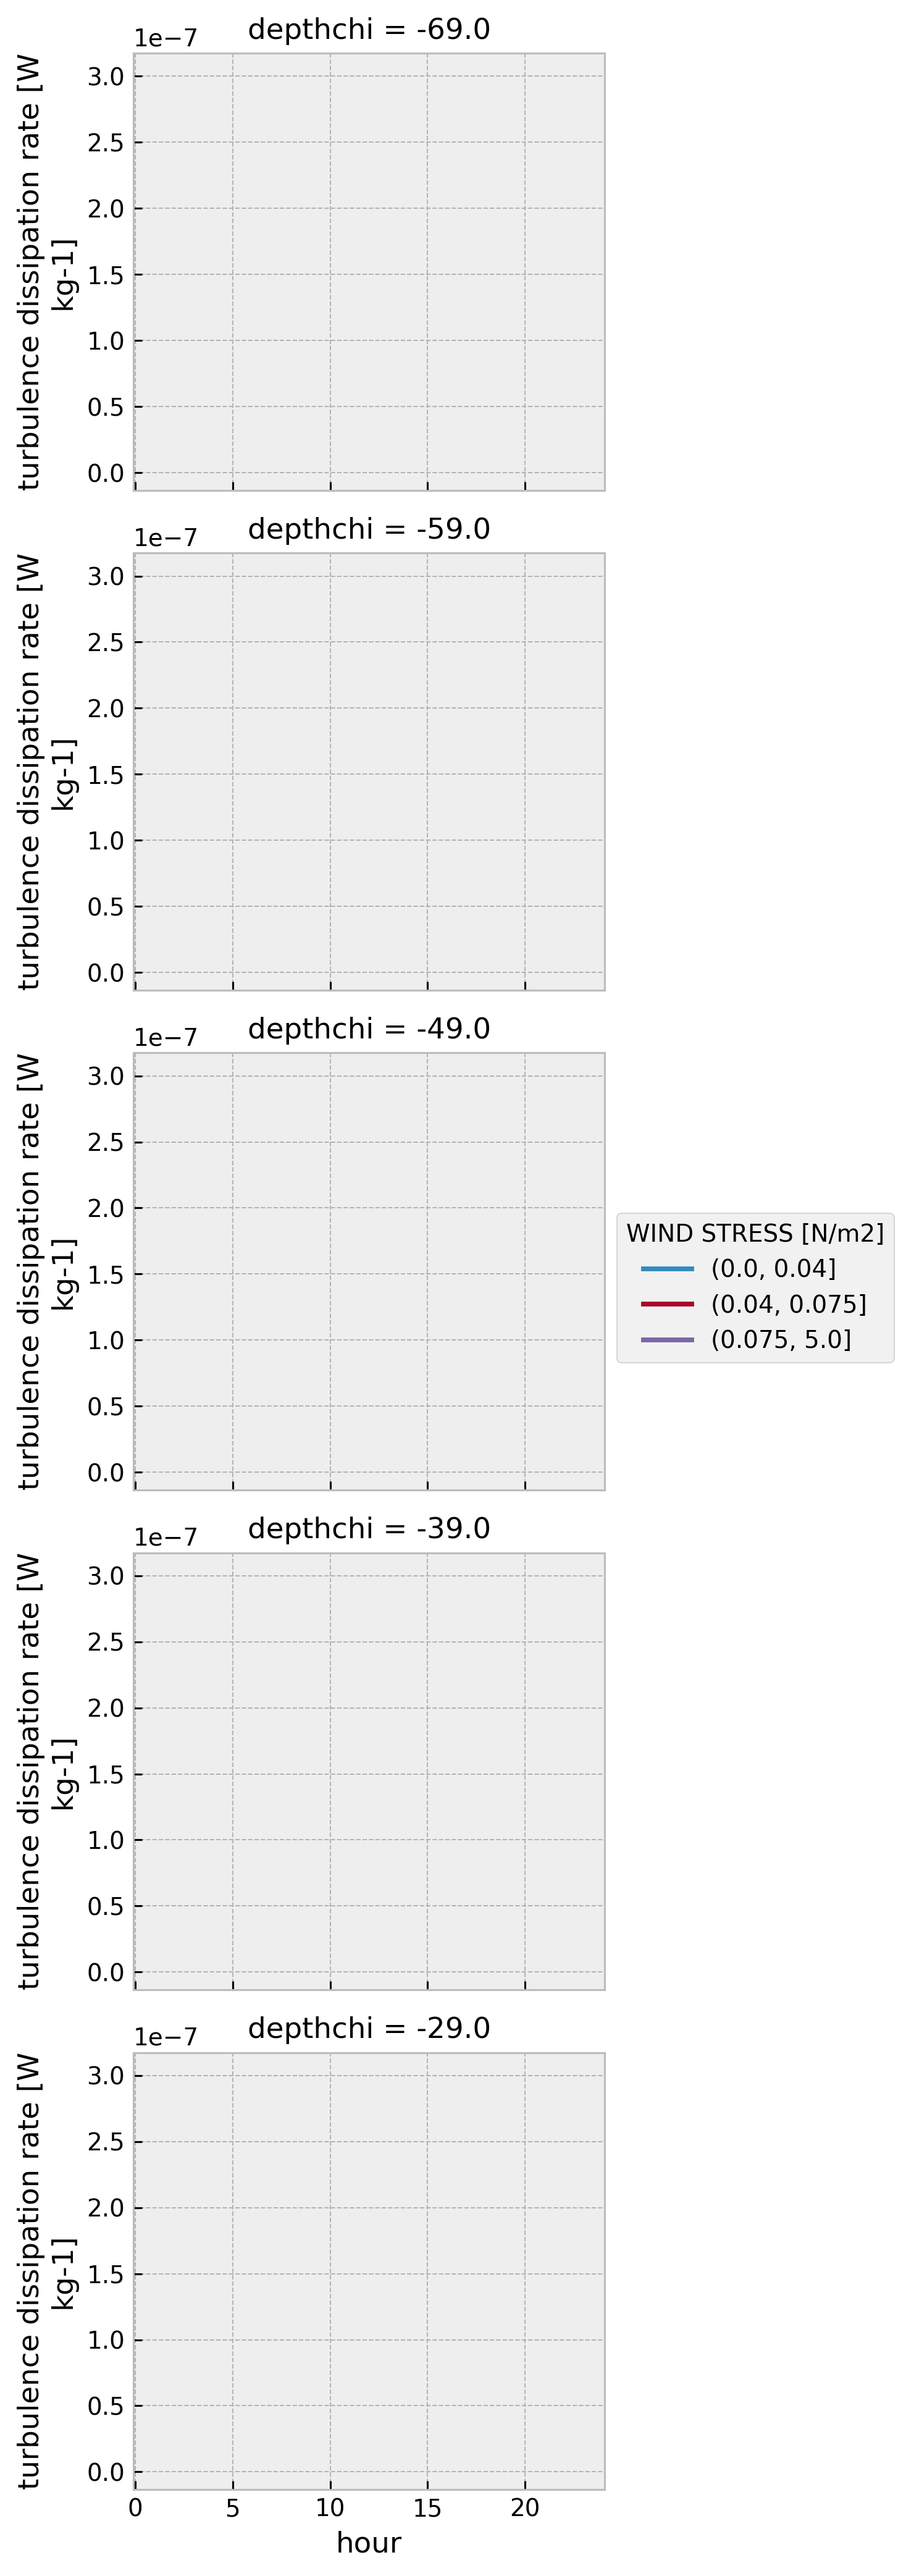 depthchi = -69.0
1e−7
turbulence dissipation rate [W
kg-1]
3.0
2.5
2.0
1.5
1.0
0.5
0.0
depthchi = -59.0
1e−7
turbulence dissipation rate [W
kg-1]
3.0
2.5
2.0
1.5
1.0
0.5
0.0
depthchi = -49.0
1e−7
turbulence dissipation rate [W
kg-1]
3.0
2.5
2.0
1.5
1.0
0.5
0.0
WIND STRESS [N/m2]
(0.0, 0.04]
(0.04, 0.075]
(0.075, 5.0]
depthchi = -39.0
1e−7
turbulence dissipation rate [W
kg-1]
3.0
2.5
2.0
1.5
1.0
0.5
0.0
depthchi = -29.0
1e−7
turbulence dissipation rate [W
kg-1]
3.0
2.5
2.0
1.5
1.0
0.5
0.0
0 5 10 15 20
hour